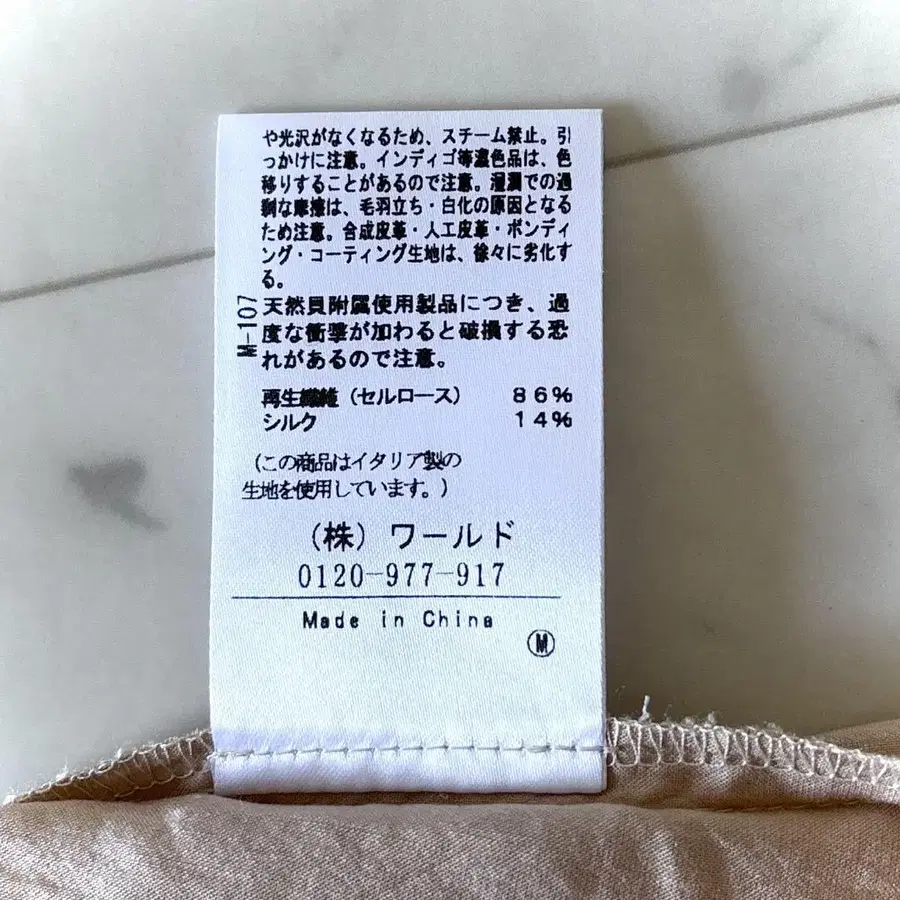 や光沢がなくなるため、スチーム禁止。引
っかけに注意。インディゴ等濃色品は、色
移りすることがあるので注意。湿潤での過
剰な摩擦は、毛羽立ち・白化の原因となる
ため注意。合成皮革・人工皮革・ボンディ
ング・コーティング生地は、徐々に劣化す
る。
M-107
天然貝附属使用製品につき、過
度な衝撃が加わると破損する恐
れがあるので注意。
再生繊維（セルロース） 86%
シルク 14%
（この商品はイタリア製の
生地を使用しています。）
（株）ワールド
0120-977-917
Made in China
M